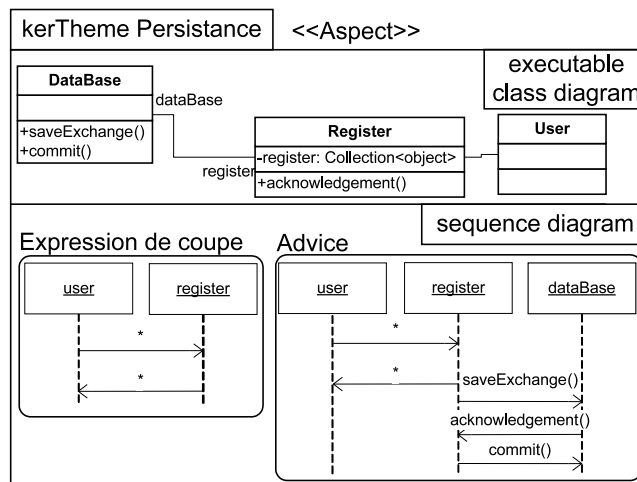 kerTheme Persistance <<Aspect>>
executable
class diagram
DataBase
+saveExchange()
+commit()
dataBase
register
Register
-register: Collection<object>
+acknowledgement()
User
sequence diagram
Expression de coupe
user
register
*
*
Advice
user
register
dataBase
*
*
saveExchange()
acknowledgement()
commit()